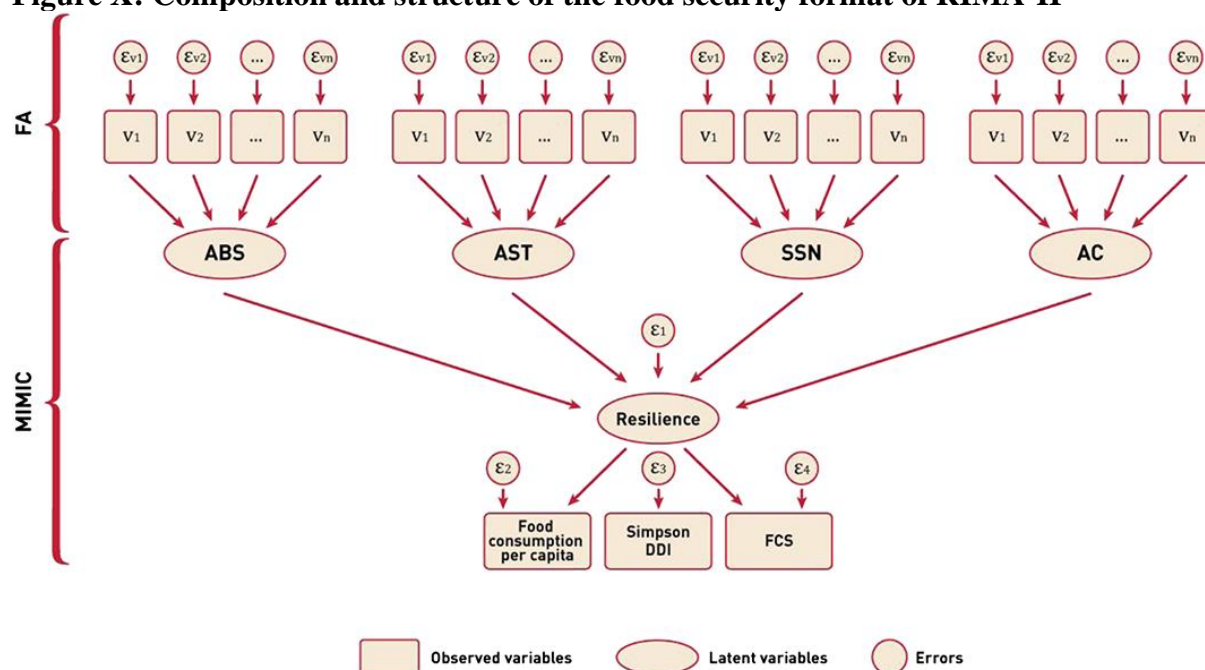 Figure X: Composition and structure of the food security format of RIMA-II
FA
εv1 εv2 ... εvn εv1 εv2 ... εvn εv1 εv2 ... εvn εv1 εv2 ... εvn
V1 V2 ... Vn V1 V2 ... Vn V1 V2 ... Vn V1 V2 ... Vn
ABS AST SSN AC
MIMIC
ε1
Resilience
ε2 ε3 ε4
Food
consumption
per capita
Simpson
DDI
FCS
Observed variables Latent variables Errors